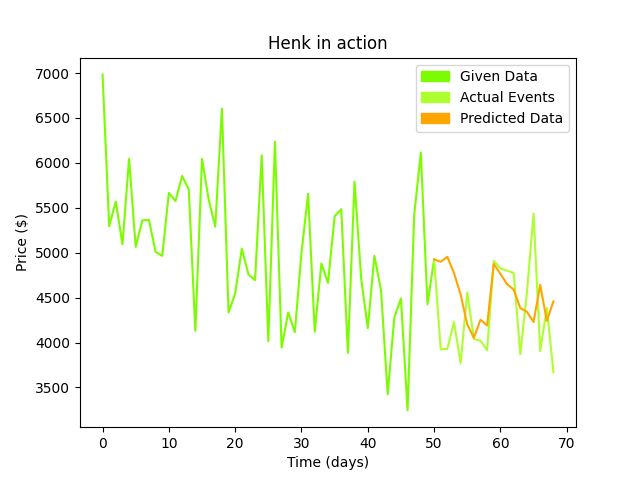 Henk in action
Given Data
Actual Events
Predicted Data
Price ($)
7000
6500
6000
5500
5000
4500
4000
3500
0 10 20 30 40 50 60 70
Time (days)